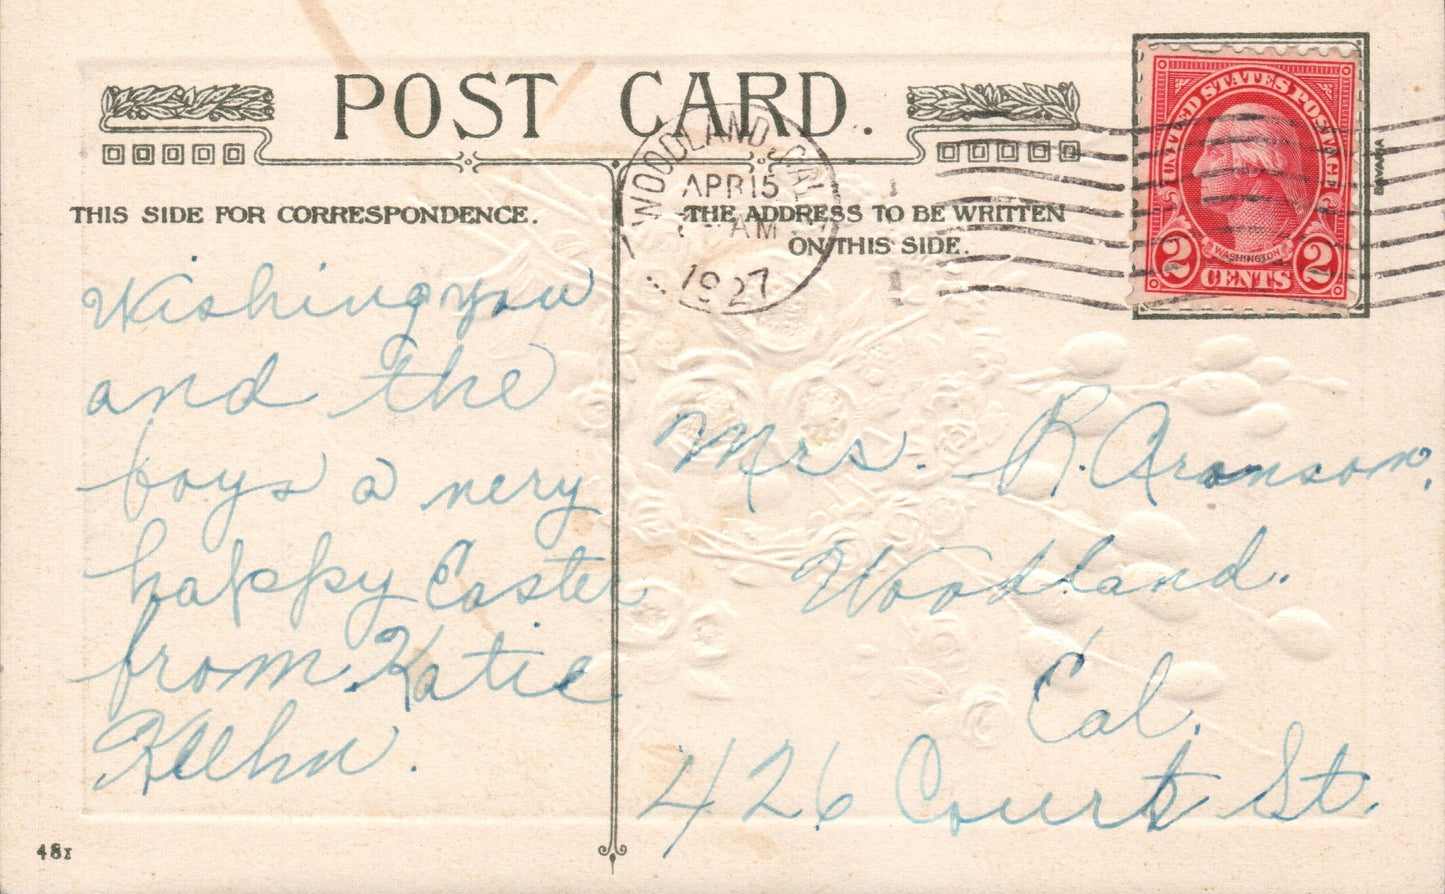 POST CARD.
THIS SIDE FOR CORRESPONDENCE.
THE ADDRESS TO BE WRITTEN
ON THIS SIDE.
WOODLAND, CAL.
APR 15
AM
1927
UNITED STATES POSTAGE
WASHINGTON
2 CENTS 2
BAVARIA
Wishing you
and the
boys a very
happy Easter
from Katie
Kuhn.
Mrs. R. Aronson,
Woodland.
Cal.
426 Court St.
481